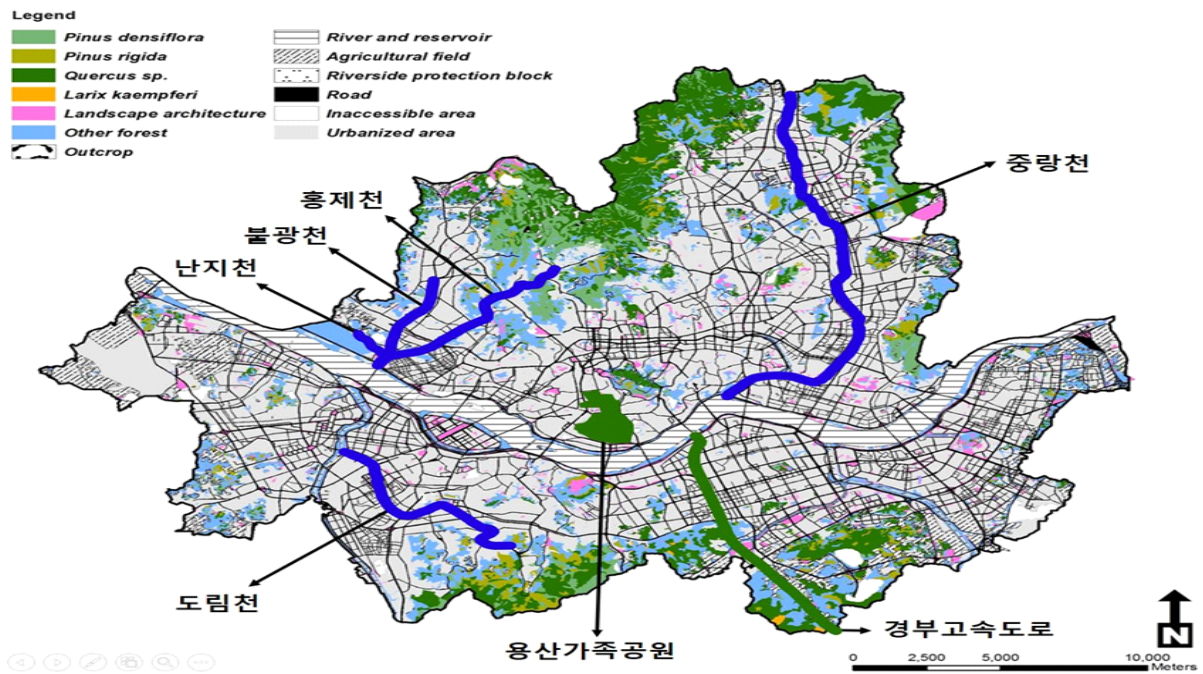 Legend
Pinus densiflora
Pinus rigida
Quercus sp.
Larix kaempferi
Landscape architecture
Other forest
Outcrop
River and reservoir
Agricultural field
Riverside protection block
Road
Inaccessible area
Urbanized area
중랑천
홍제천
불광천
난지천
도림천
용산가족공원
경부고속도로
N
0 2,500 5,000 10,000
Meters